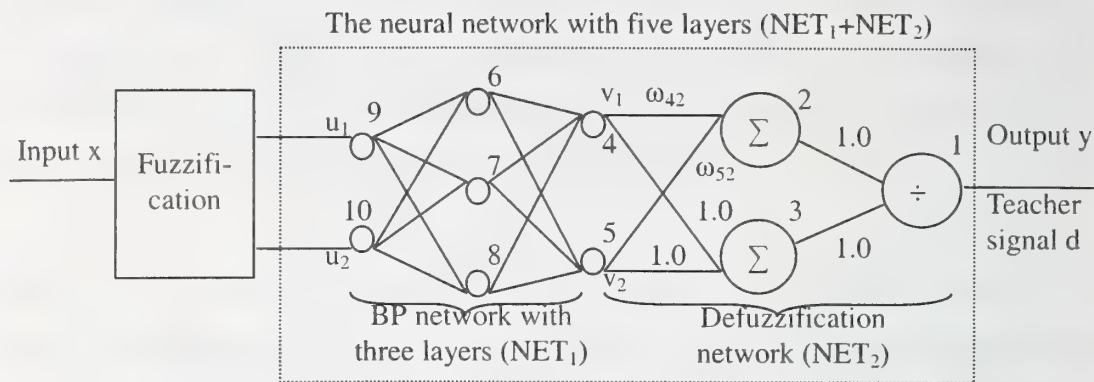 The neural network with five layers (NET₁+NET₂)
6
v₁ ω₄₂
2
9
u₁
4
1.0
1
Input x
Fuzzifi-
cation
7
ω₅₂
÷
Output y
Teacher
signal d
10
5
1.0
3
1.0
u₂
8
v₂
1.0
Σ
Σ
BP network with
three layers (NET₁)
Defuzzification
network (NET₂)